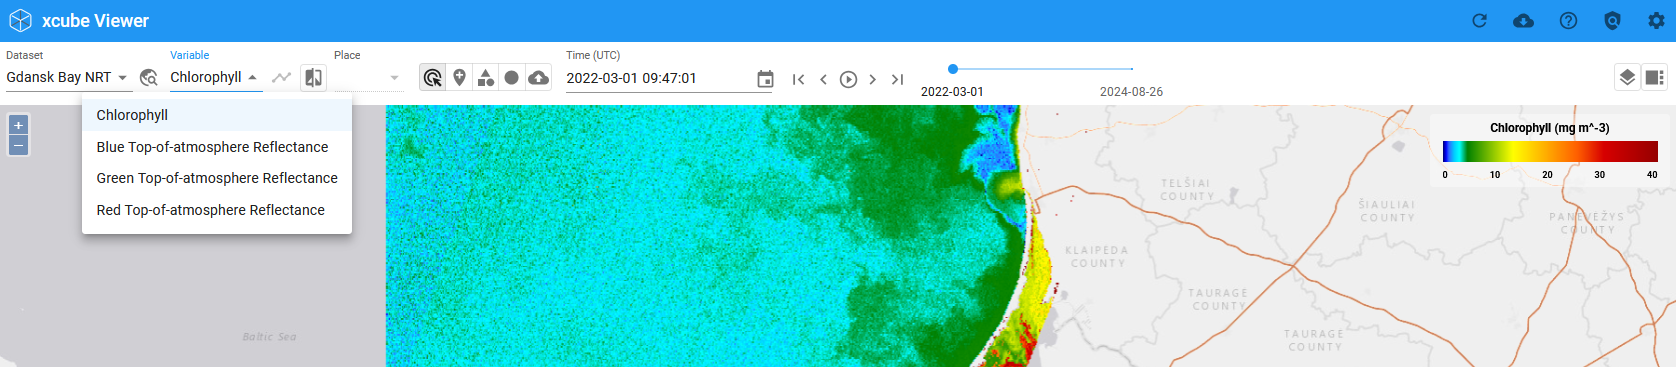 xcube Viewer
Dataset
Variable
Place
Time (UTC)
Gdansk Bay NRT
Chlorophyll
2022-03-01 09:47:01
2022-03-01
2024-08-26
Chlorophyll
Blue Top-of-atmosphere Reflectance
Green Top-of-atmosphere Reflectance
Red Top-of-atmosphere Reflectance
+
−
Chlorophyll (mg m^-3)
0 10 20 30 40
TELŠIAI
COUNTY
ŠIAULIAI
COUNTY
PANEVĖŽYS
COUNTY
KLAIPĖDA
COUNTY
TAURAGĖ
COUNTY
TAURAGĖ
COUNTY
Baltic Sea